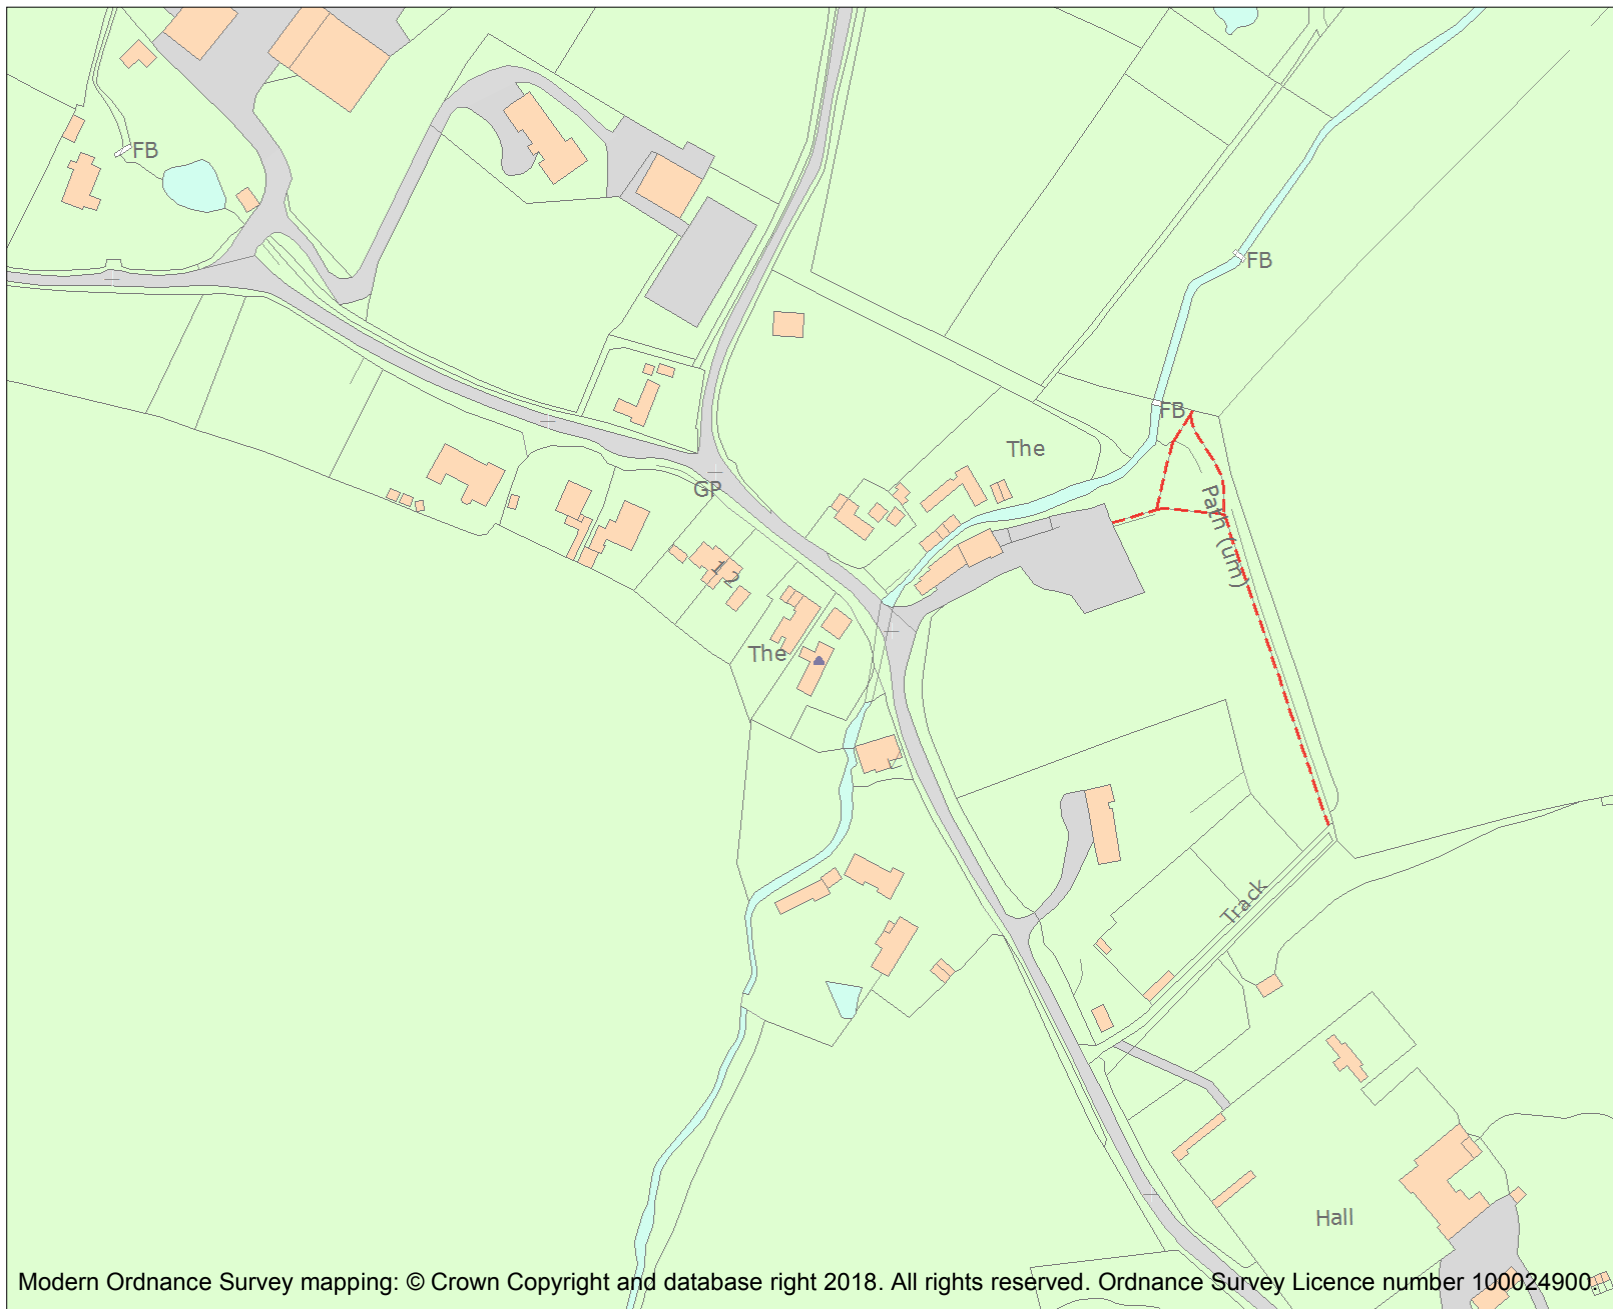 FB
FB
FB
The
GP
Path (um)
12
The
Track
Hall
Modern Ordnance Survey mapping: © Crown Copyright and database right 2018. All rights reserved. Ordnance Survey Licence number 100024900.